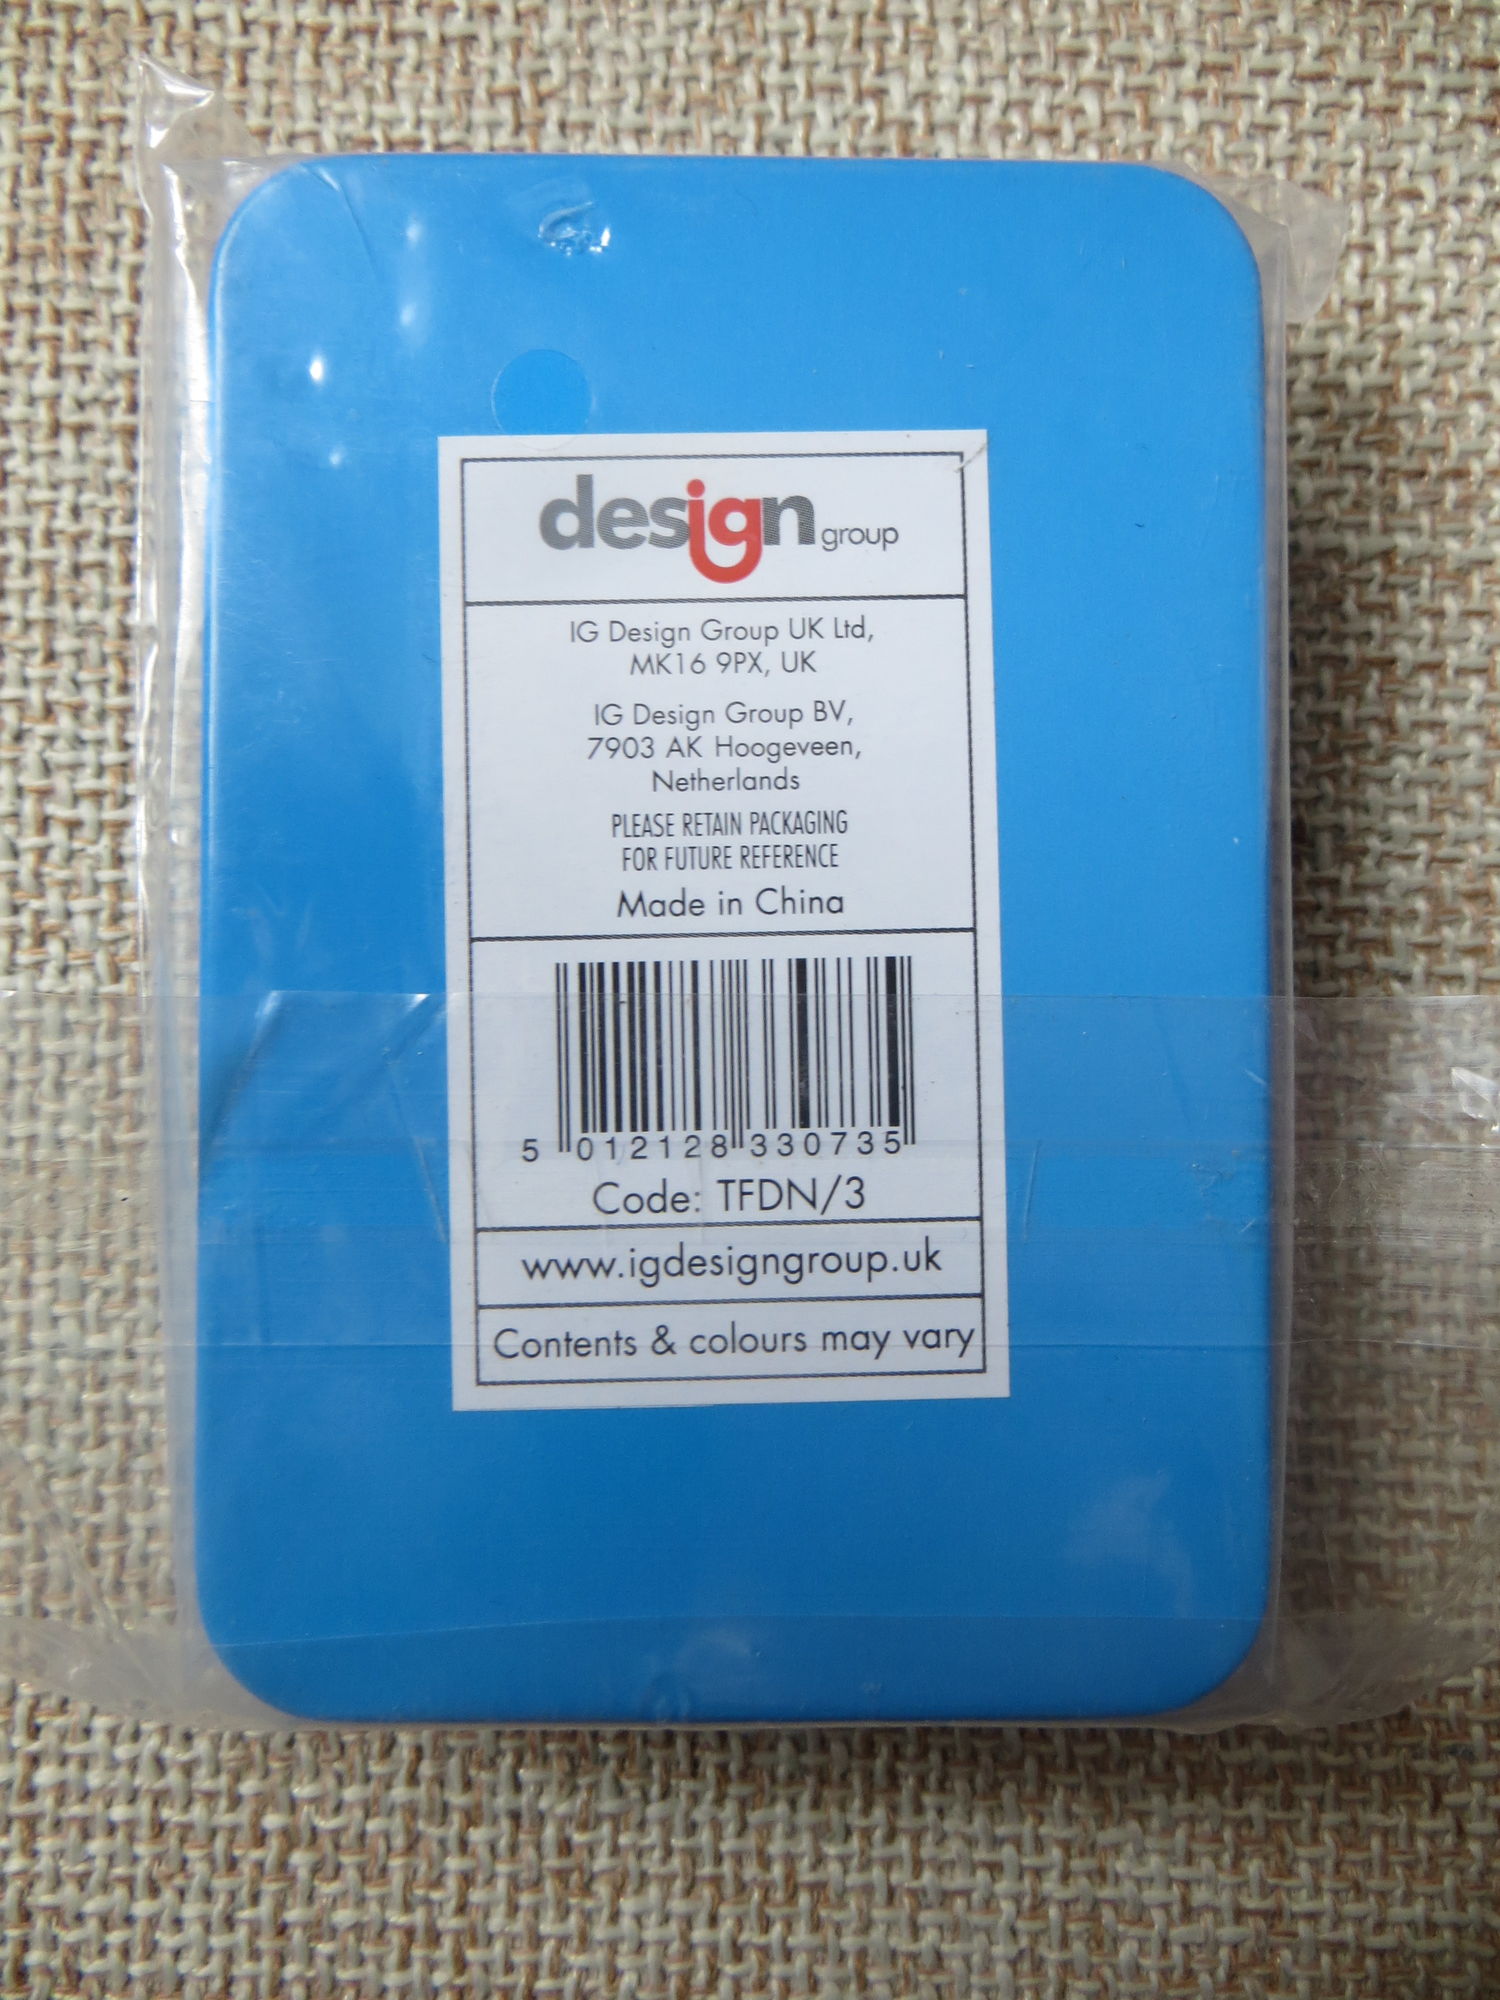 design group
IG Design Group UK Ltd,
MK16 9PX, UK
IG Design Group BV,
7903 AK Hoogeveen,
Netherlands
PLEASE RETAIN PACKAGING
FOR FUTURE REFERENCE
Made in China
5 012128 330735
Code: TFDN/3
www.igdesigngroup.uk
Contents & colours may vary